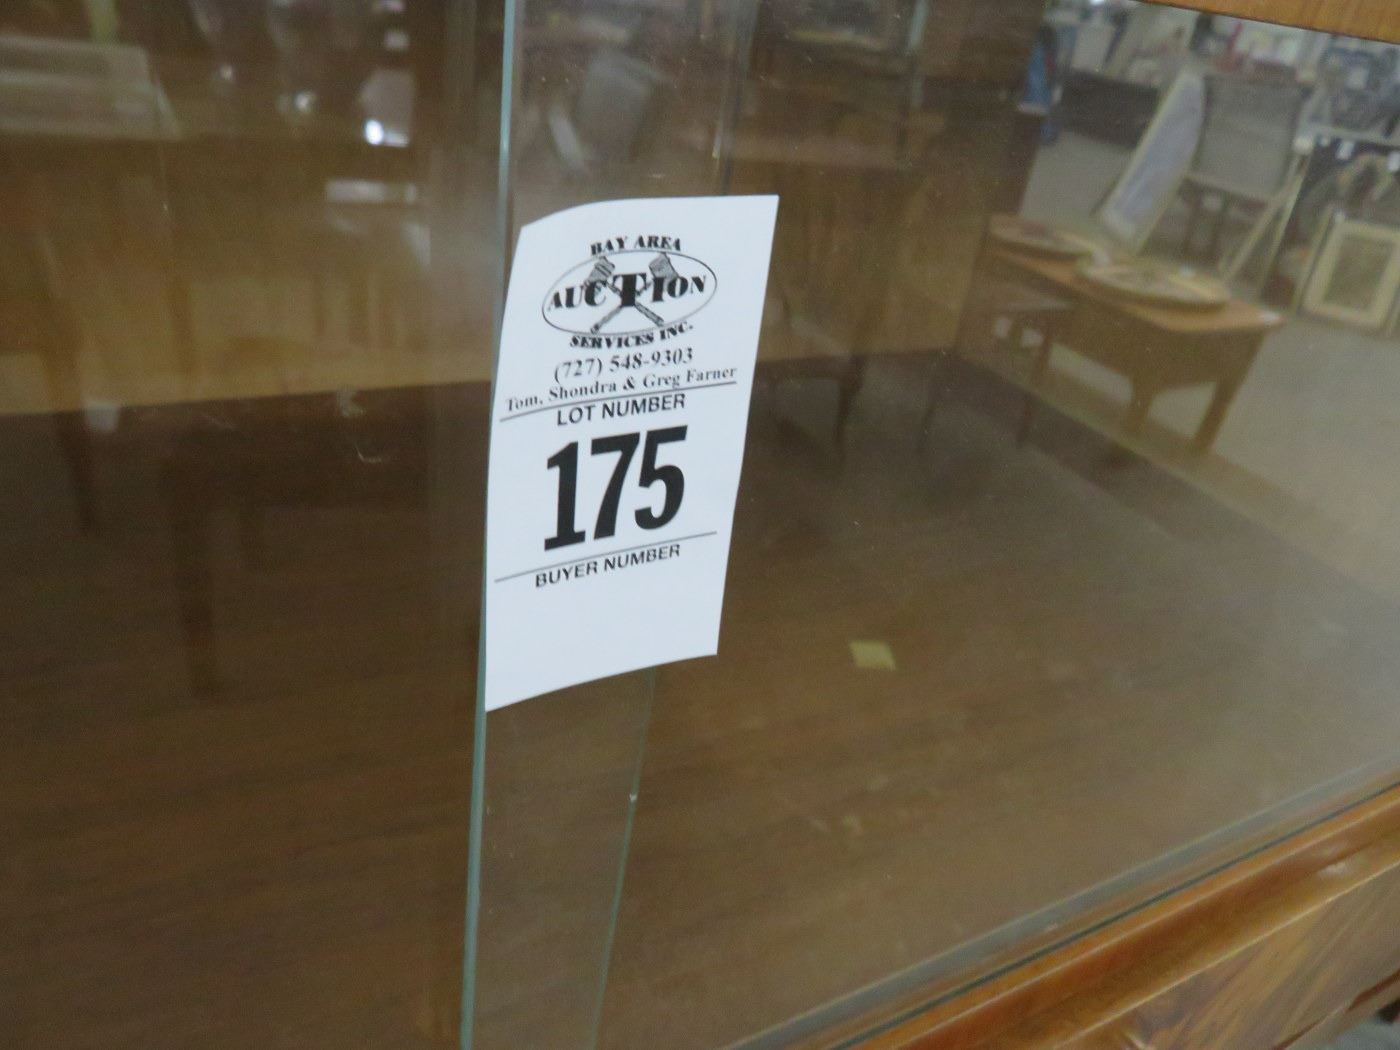 BAY AREA
AUCTION
SERVICES INC.
(727) 548-9303
Tom, Shondra & Greg Farner
LOT NUMBER
175
BUYER NUMBER